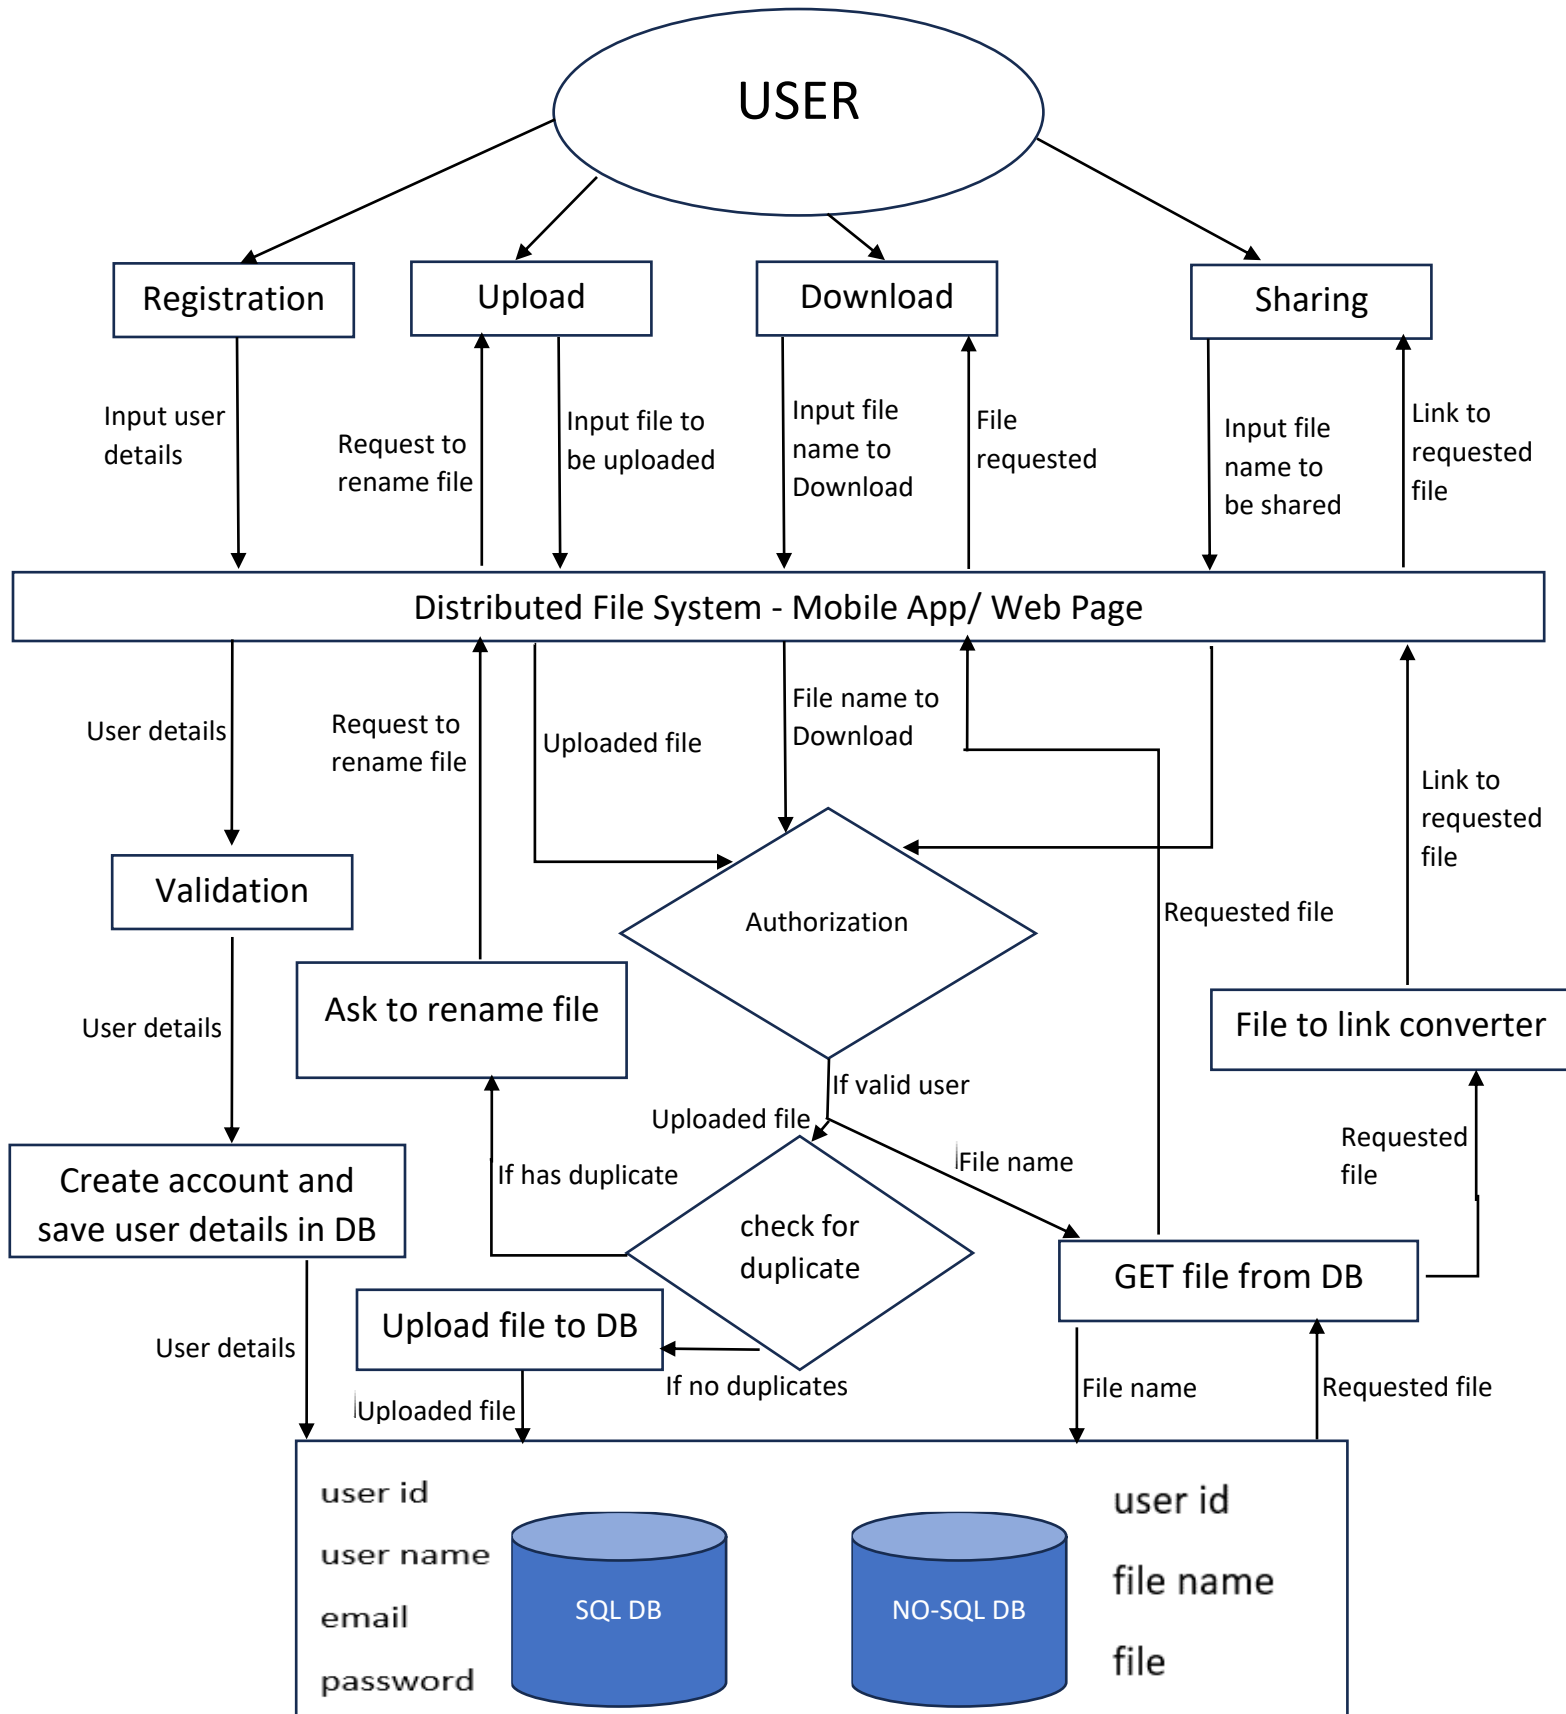 USER
Registration
Upload
Download
Sharing
Input user
details
Request to
rename file
Input file to
be uploaded
Input file
name to
Download
File
requested
Input file
name to
be shared
Link to
requested
file
Distributed File System - Mobile App/ Web Page
User details
Request to
rename file
Uploaded file
File name to
Download
Link to
requested
file
Validation
Authorization
Requested file
User details
Ask to rename file
File to link converter
If valid user
Uploaded file
File name
Requested
file
If has duplicate
Create account and
save user details in DB
check for
duplicate
GET file from DB
Upload file to DB
User details
If no duplicates
Uploaded file
File name
Requested file
user id
user name
email
password
SQL DB
NO-SQL DB
user id
file name
file